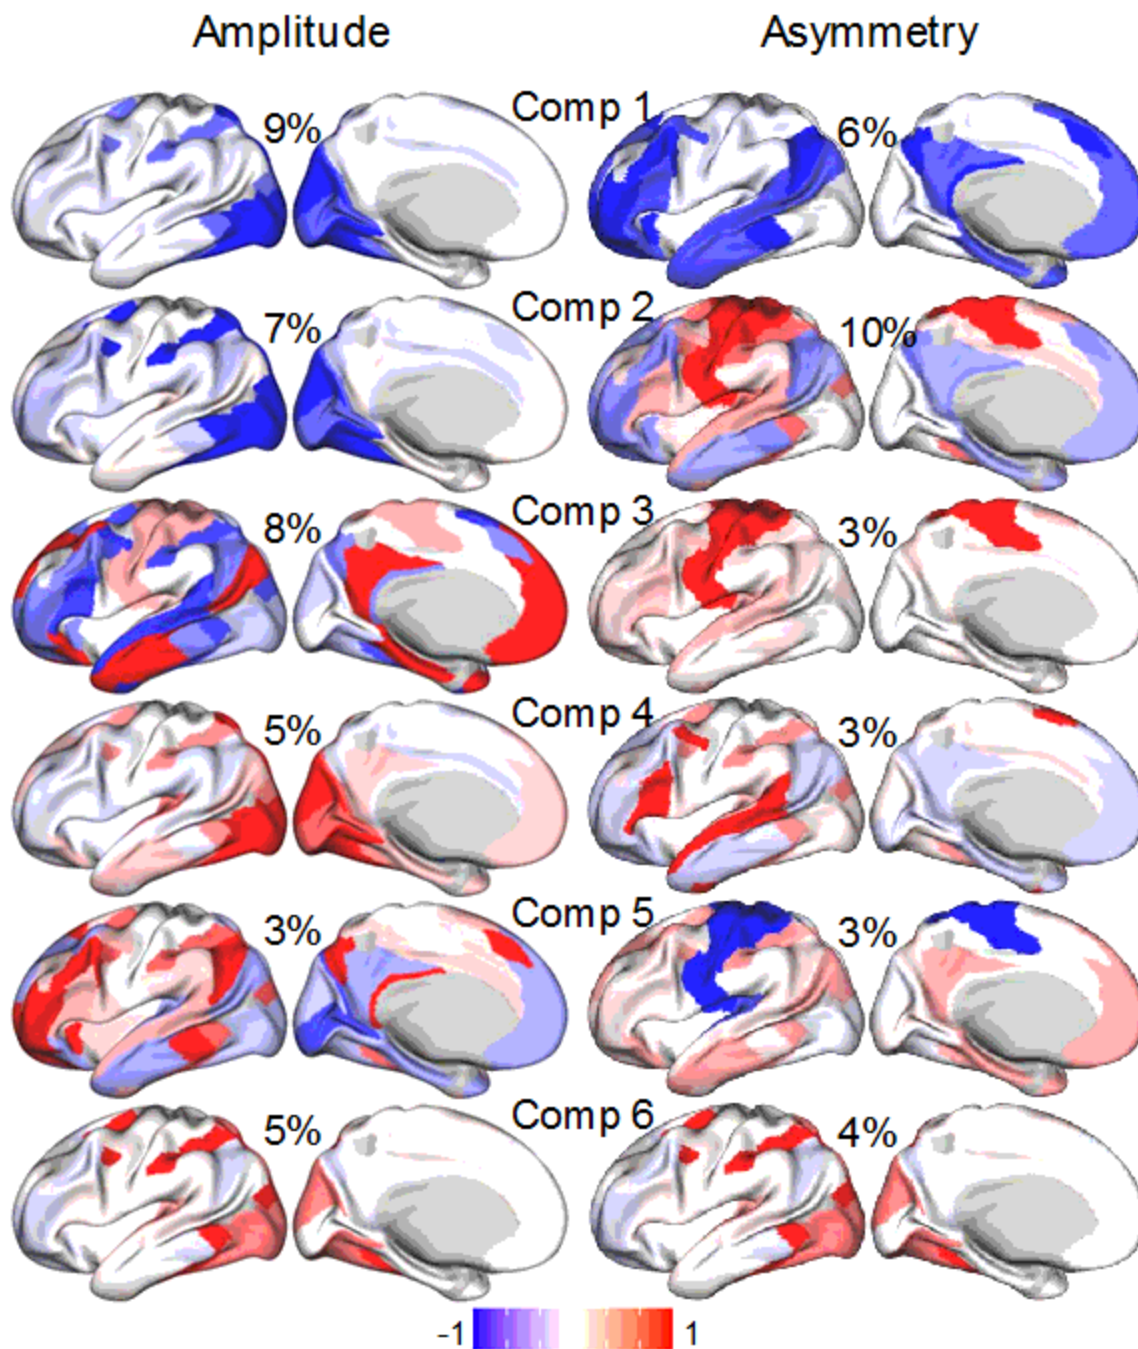 Amplitude Asymmetry
9% Comp 1 6%
7% Comp 2 10%
8% Comp 3 3%
5% Comp 4 3%
3% Comp 5 3%
5% Comp 6 4%
-1 1